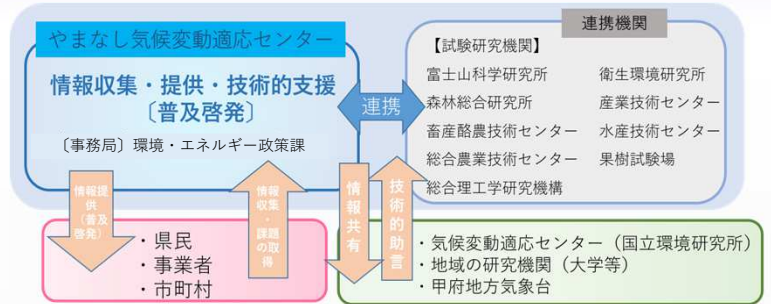 やまなし気候変動適応センター
情報収集・提供・技術的支援
〔普及啓発〕
〔事務局〕環境・エネルギー政策課
連携
連携機関
【試験研究機関】
富士山科学研究所 衛生環境研究所
森林総合研究所 産業技術センター
畜産酪農技術センター 水産技術センター
総合農業技術センター 果樹試験場
総合理工学研究機構
情報提
供
(普及
啓発)
情報
収集・
課題
の取
得
情報共有
技術的助言
・県民
・事業者
・市町村
・気候変動適応センター（国立環境研究所）
・地域の研究機関（大学等）
・甲府地方気象台